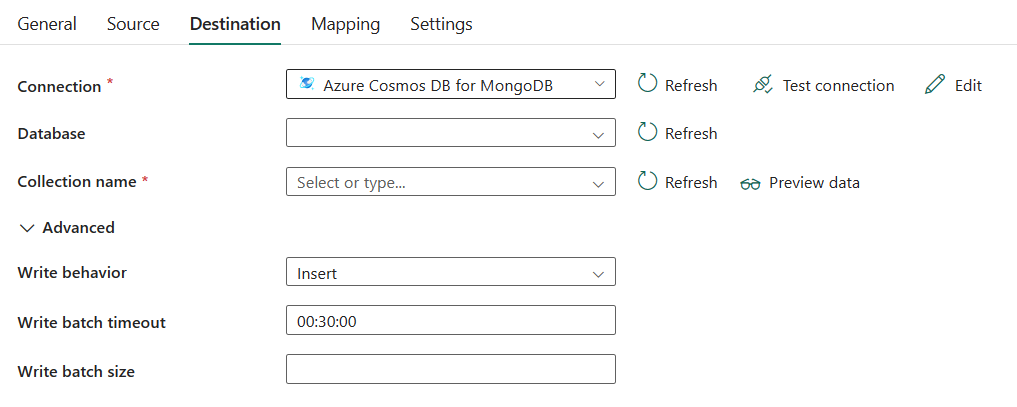 General Source Destination Mapping Settings
Connection * Azure Cosmos DB for MongoDB Refresh Test connection Edit
Database Refresh
Collection name * Select or type... Refresh Preview data
Advanced
Write behavior Insert
Write batch timeout 00:30:00
Write batch size